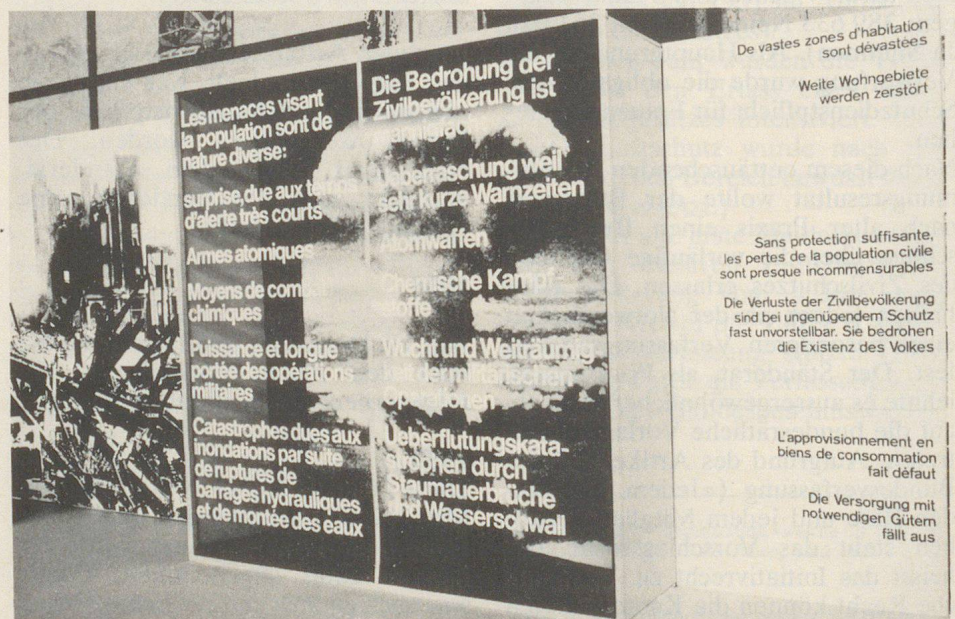 Les menaces visant
la population sont de
nature diverse:
surprise, due aux temps
d'alerte très courts
Armes atomiques
Moyens de com
chimiques
Puissance et longue
portée des opérations
militaires
Catastrophes dues aux
inondations par suite
de ruptures de
barrages hydrauliques
et de montée des eaux
Die Bedrohung der
Zivilbevölkerung ist
Ueberraschung weil
sehr kurze Warnzeiten
Atomwaffen
chemische Kampf
Wucht und Weiträumig
der militärischen
Ueberflutungskata-
strophen durch
Staumauerbrüche
und Wasserschwall
De vastes zones d'habitation
sont dévastées
Weite Wohngebiete
werden zerstört
Sans protection suffisante,
les pertes de la population civile
sont presque incommensurables
Die Verluste der Zivilbevölkerung
sind bei ungenügendem Schutz
fast unvorstellbar. Sie bedrohen
die Existenz des Volkes
L'approvisionnement en
biens de consommation
fait défaut
Die Versorgung mit
notwendigen Gütern
fällt aus